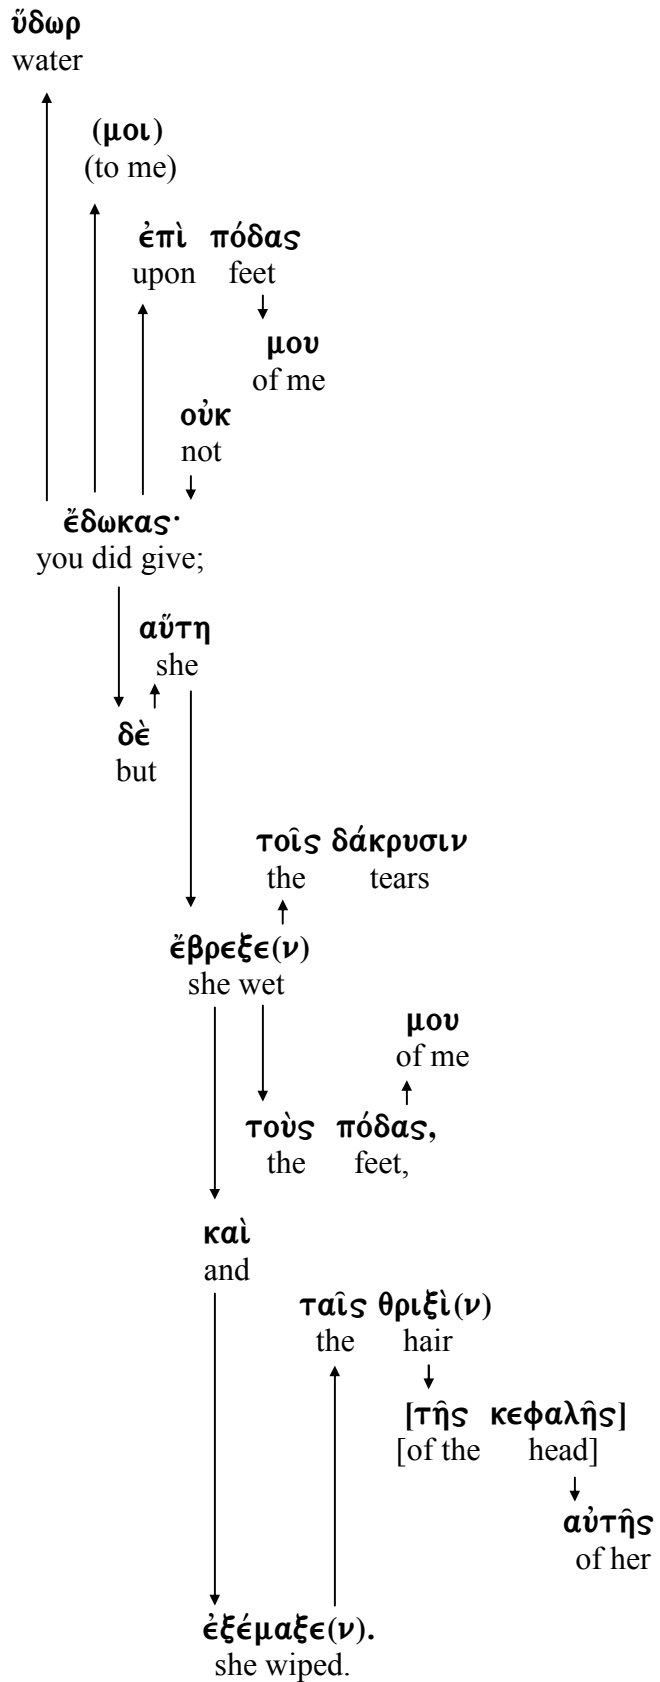 ὕδωρ
water
(μοι)
(to me)
ἐπὶ πόδας
upon feet
μου
of me
οὐκ
not
ἔδωκας·
you did give;
αὕτη
she
δὲ
but
τοῖς δάκρυσιν
the tears
ἔβρεξε(ν)
she wet
μου
of me
τοὺς πόδας,
the feet,
καὶ
and
ταῖς θριξὶ(ν)
the hair
[τῆς κεφαλῆς]
[of the head]
αὐτῆς
of her
ἐξέμαξε(ν).
she wiped.